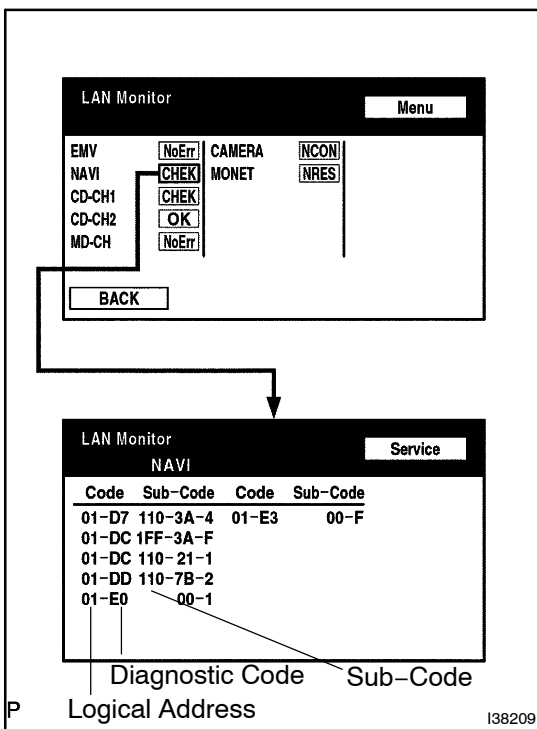 LAN Monitor
Menu
EMV NoErr CAMERA NCON
NAVI CHEK MONET NRES
CD-CH1 CHEK
CD-CH2 OK
MD-CH NoErr
BACK
LAN Monitor
NAVI
Service
Code Sub-Code Code Sub-Code
01-D7 110-3A-4 01-E3 00-F
01-DC 1FF-3A-F
01-DC 110-21-1
01-DD 110-7B-2
01-E0 00-1
Diagnostic Code Sub-Code
P Logical Address
I38209